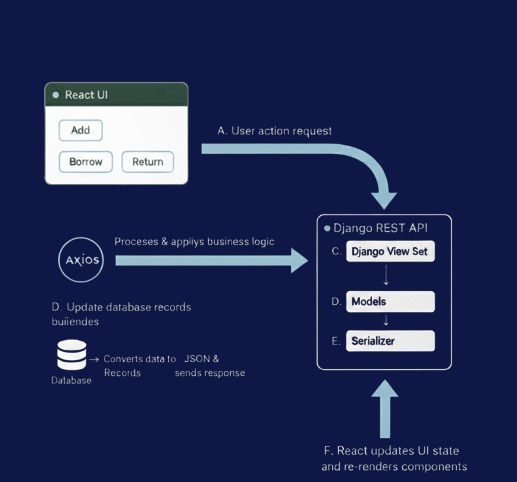 React UI
Add
Borrow Return
A. User action request
Django REST API
C. Django View Set
D. Models
E. Serializer
Axios
Proceses & appliys business logic
D. Update database records
buiiendes
Database
Converts data to JSON &
Records sends response
F. React updates UI state
and re-renders components